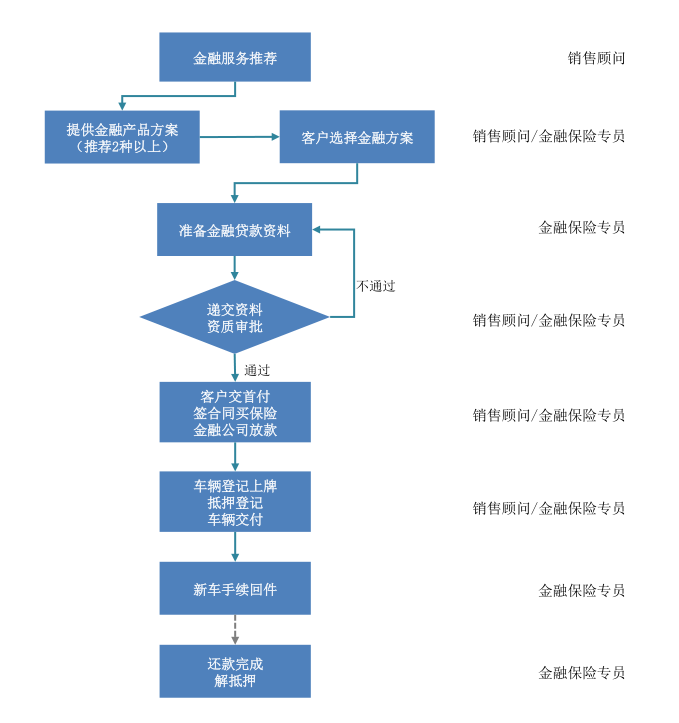 金融服务推荐
销售顾问
提供金融产品方案
（推荐2种以上）
客户选择金融方案
销售顾问/金融保险专员
准备金融贷款资料
金融保险专员
不通过
递交资料
资质审批
销售顾问/金融保险专员
通过
客户交首付
签合同买保险
金融公司放款
销售顾问/金融保险专员
车辆登记上牌
抵押登记
车辆交付
销售顾问/金融保险专员
新车手续回件
金融保险专员
还款完成
解抵押
金融保险专员